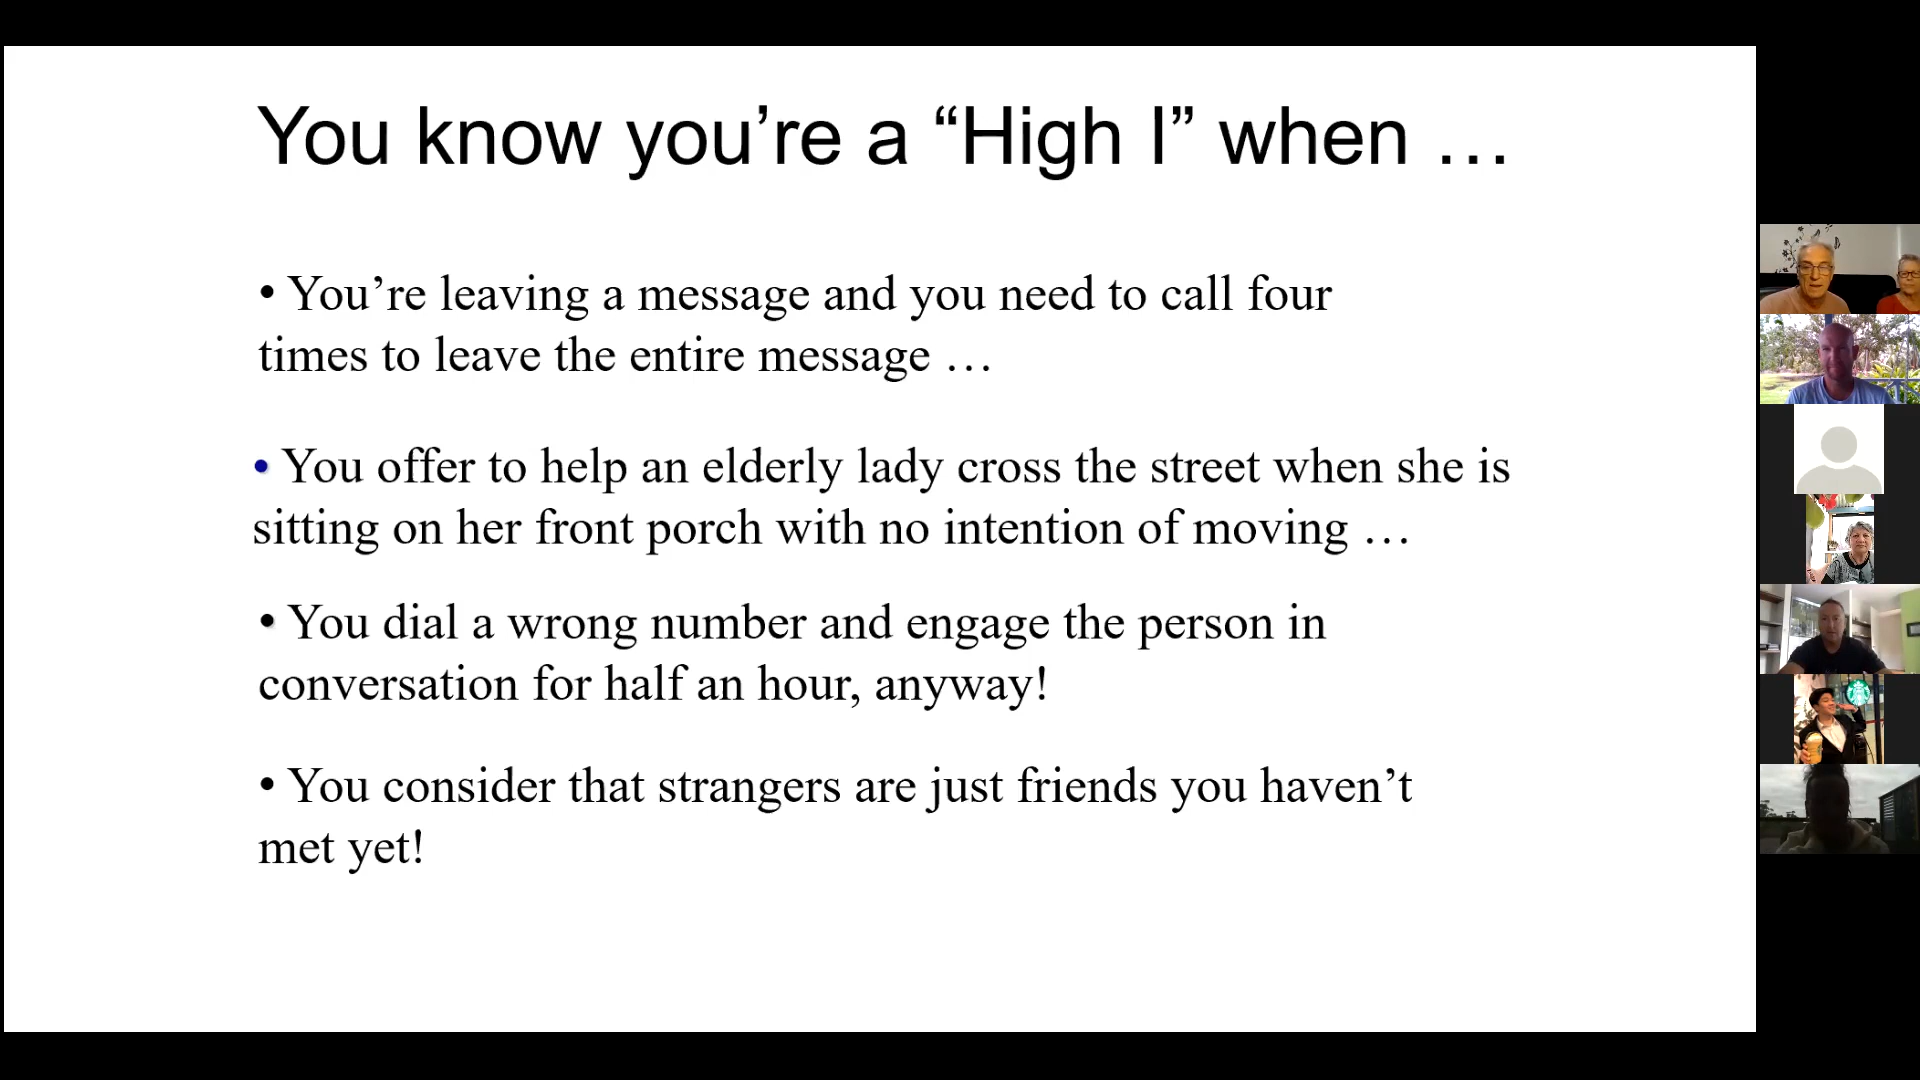 You know you’re a “High I” when …
• You’re leaving a message and you need to call four
times to leave the entire message …
• You offer to help an elderly lady cross the street when she is
sitting on her front porch with no intention of moving …
• You dial a wrong number and engage the person in
conversation for half an hour, anyway!
• You consider that strangers are just friends you haven’t
met yet!